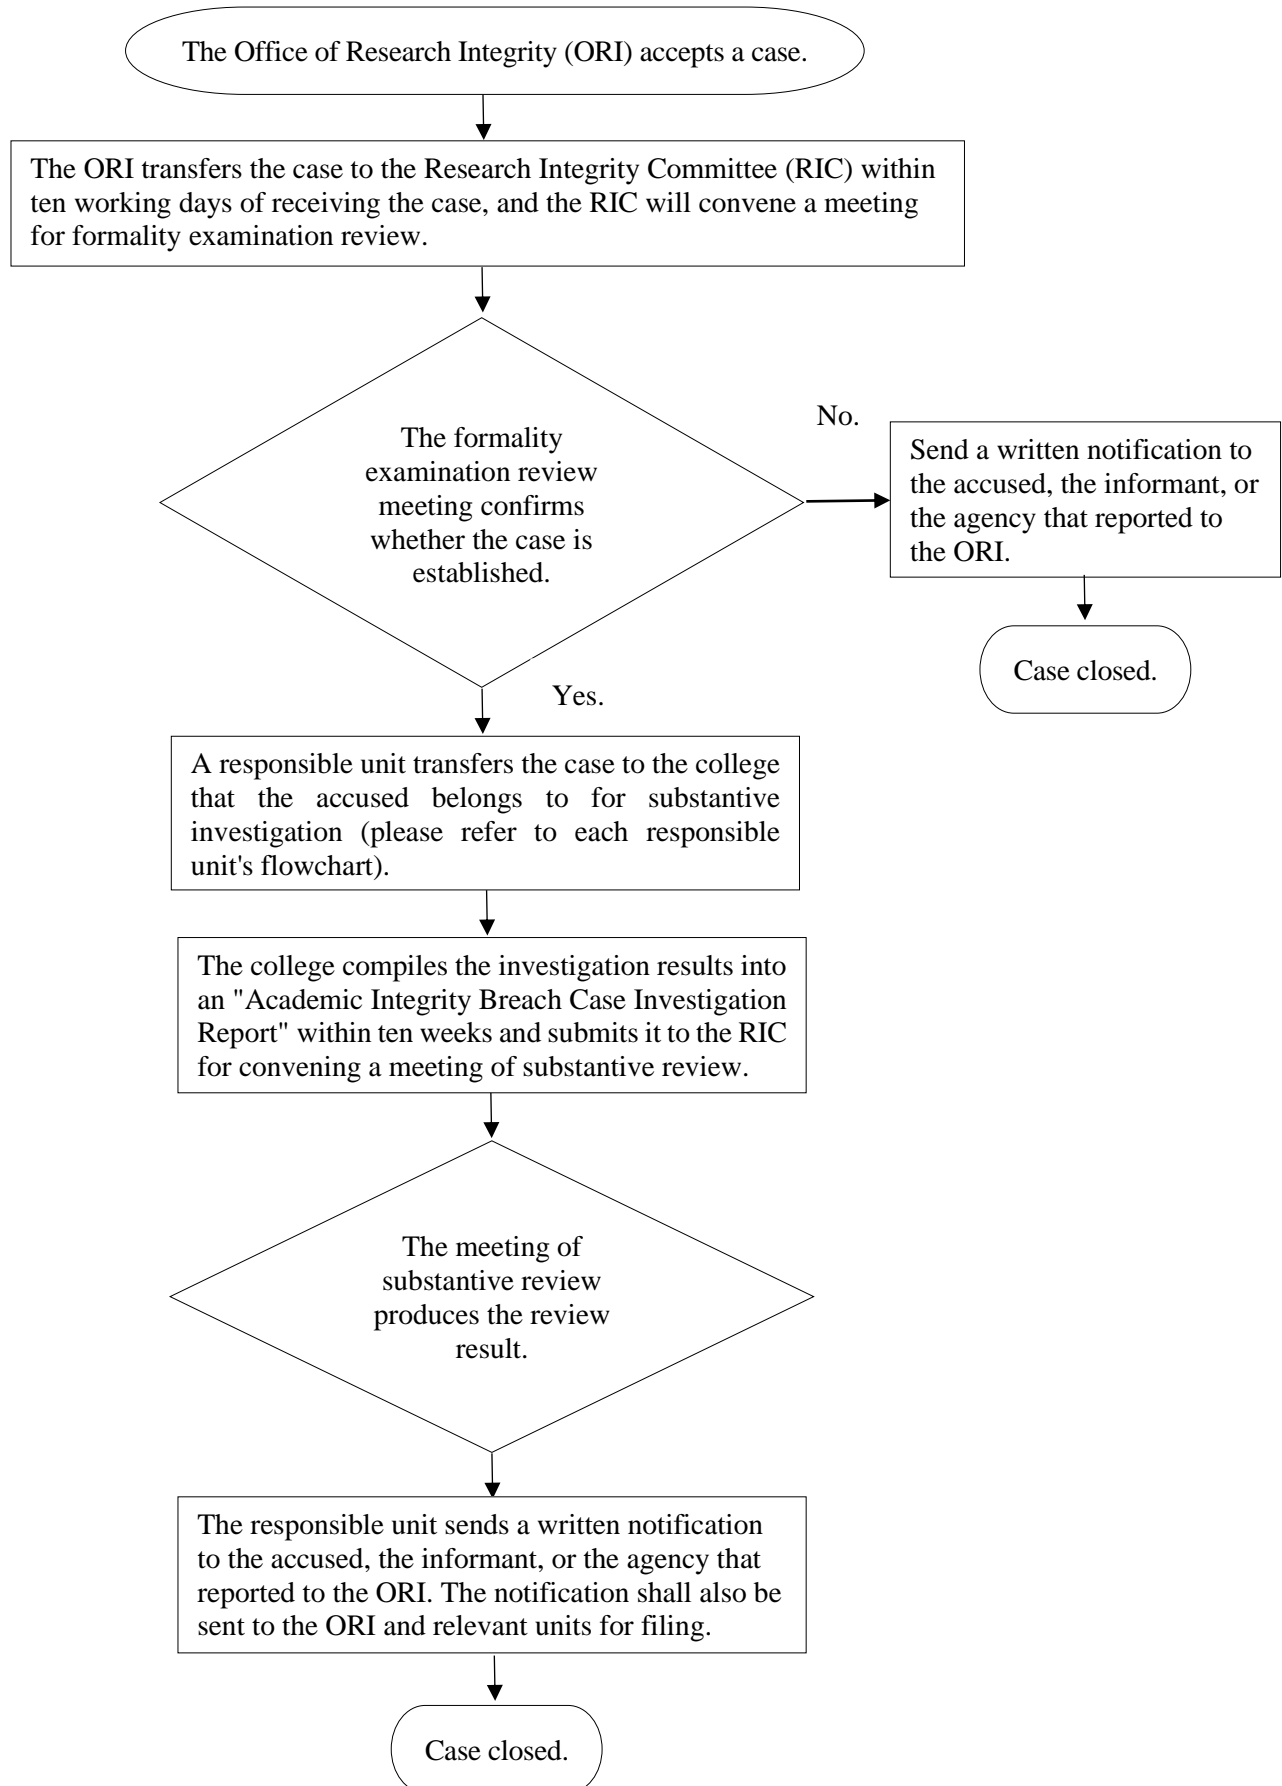 The Office of Research Integrity (ORI) accepts a case.
The ORI transfers the case to the Research Integrity Committee (RIC) within
ten working days of receiving the case, and the RIC will convene a meeting
for formality examination review.
The formality
examination review
meeting confirms
whether the case is
established.
No.
Send a written notification to
the accused, the informant, or
the agency that reported to
the ORI.
Case closed.
Yes.
A responsible unit transfers the case to the college
that the accused belongs to for substantive
investigation (please refer to each responsible
unit's flowchart).
The college compiles the investigation results into
an "Academic Integrity Breach Case Investigation
Report" within ten weeks and submits it to the RIC
for convening a meeting of substantive review.
The meeting of
substantive review
produces the review
result.
The responsible unit sends a written notification
to the accused, the informant, or the agency that
reported to the ORI. The notification shall also be
sent to the ORI and relevant units for filing.
Case closed.